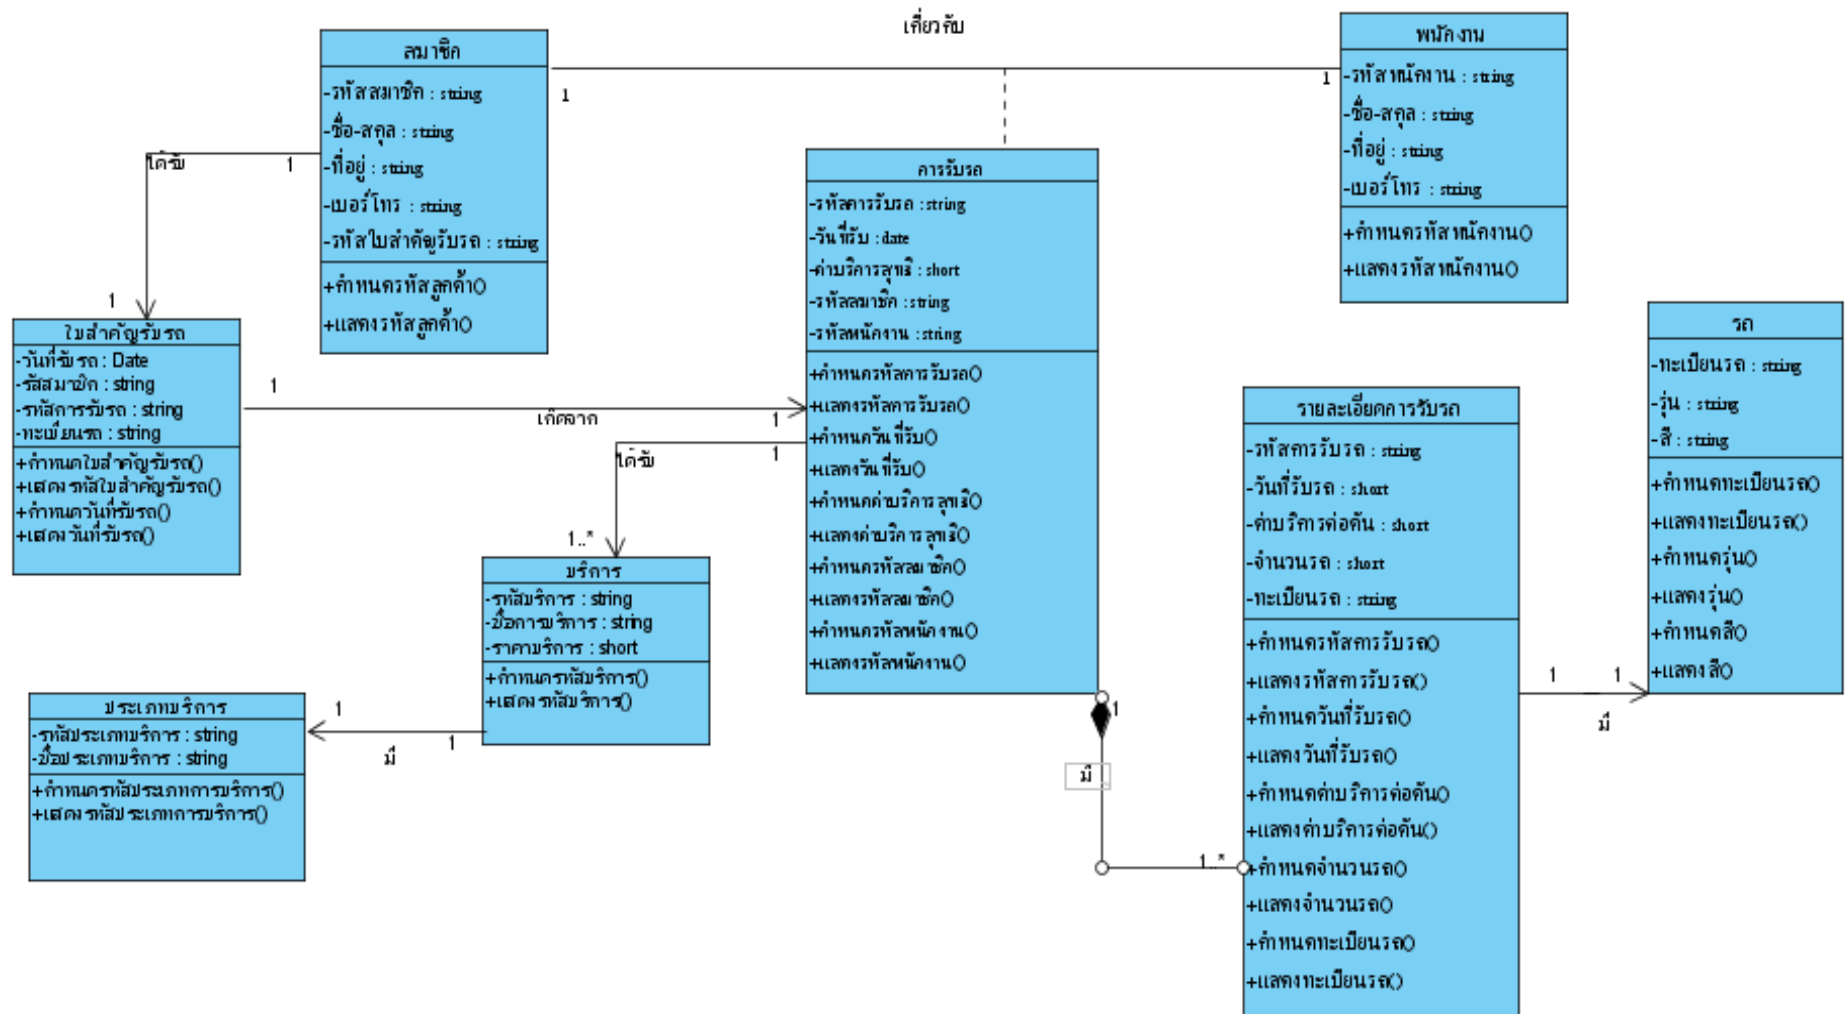 เกี่ยวกับ
สมาชิก
-รหัสสมาชิก : string
-ชื่อ-สกุล : string
-ที่อยู่ : string
-เบอร์โทร : string
-รหัสใบสำคัญรับรถ : string
+กำหนดรหัสลูกค้า()
+แสดงรหัสลูกค้า()
1
1
พนักงาน
-รหัสพนักงาน : string
-ชื่อ-สกุล : string
-ที่อยู่ : string
-เบอร์โทร : string
+กำหนดรหัสพนักงาน()
+แสดงรหัสพนักงาน()
ได้รับ
1
1
ใบสำคัญรับรถ
-วันที่รับรถ : Date
-รัสสมาชิก : string
-รหัสการรับรถ : string
-ทะเบียนรถ : string
+กำหนดใบสำคัญรับรถ()
+แสดงรหัสใบสำคัญรับรถ()
+กำหนดวันที่รับรถ()
+แสดงวันที่รับรถ()
1
เกิดจาก
1
การรับรถ
-รหัสการรับรถ : string
-วันที่รับ : date
-ค่าบริการสุทธิ : short
-รหัสสมาชิก : string
-รหัสพนักงาน : string
+กำหนดรหัสการรับรถ()
+แสดงรหัสการรับรถ()
+กำหนดวันที่รับ()
+แสดงวันที่รับ()
+กำหนดค่าบริการสุทธิ()
+แสดงค่าบริการสุทธิ()
+กำหนดรหัสสมาชิก()
+แสดงรหัสสมาชิก()
+กำหนดรหัสพนักงาน()
+แสดงรหัสพนักงาน()
ได้รับ
1
1..*
บริการ
-รหัสบริการ : string
-ชื่อการบริการ : string
-ราคาบริการ : short
+กำหนดรหัสบริการ()
+แสดงรหัสบริการ()
1
มี
1
ประเภทบริการ
-รหัสประเภทบริการ : string
-ชื่อประเภทบริการ : string
+กำหนดรหัสประเภทการบริการ()
+แสดงรหัสประเภทการบริการ()
1
มี
1..*
รายละเอียดการรับรถ
-รหัสการรับรถ : string
-วันที่รับรถ : short
-ค่าบริการต่อคัน : short
-จำนวนรถ : short
-ทะเบียนรถ : string
+กำหนดรหัสการรับรถ()
+แสดงรหัสการรับรถ()
+กำหนดวันที่รับรถ()
+แสดงวันที่รับรถ()
+กำหนดค่าบริการต่อคัน()
+แสดงค่าบริการต่อคัน()
+กำหนดจำนวนรถ()
+แสดงจำนวนรถ()
+กำหนดทะเบียนรถ()
+แสดงทะเบียนรถ()
1
1
มี
รถ
-ทะเบียนรถ : string
-รุ่น : string
-สี : string
+กำหนดทะเบียนรถ()
+แสดงทะเบียนรถ()
+กำหนดรุ่น()
+แสดงรุ่น()
+กำหนดสี()
+แสดงสี()